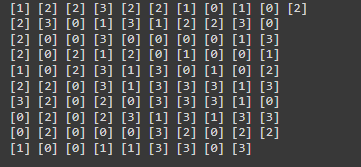 [1] [2] [2] [3] [2] [2] [1] [0] [1] [0] [2]
[2] [3] [0] [1] [3] [1] [2] [2] [3] [0]
[2] [0] [0] [3] [0] [0] [0] [0] [1] [3]
[2] [0] [2] [1] [2] [0] [1] [0] [0] [1]
[1] [0] [2] [3] [1] [3] [0] [1] [0] [2]
[2] [2] [0] [3] [1] [3] [3] [3] [1] [3]
[3] [2] [0] [2] [0] [3] [3] [3] [1] [0]
[0] [2] [0] [2] [3] [1] [3] [1] [3] [3]
[0] [2] [0] [0] [0] [3] [2] [0] [2] [2]
[1] [0] [0] [1] [1] [3] [3] [0] [3]